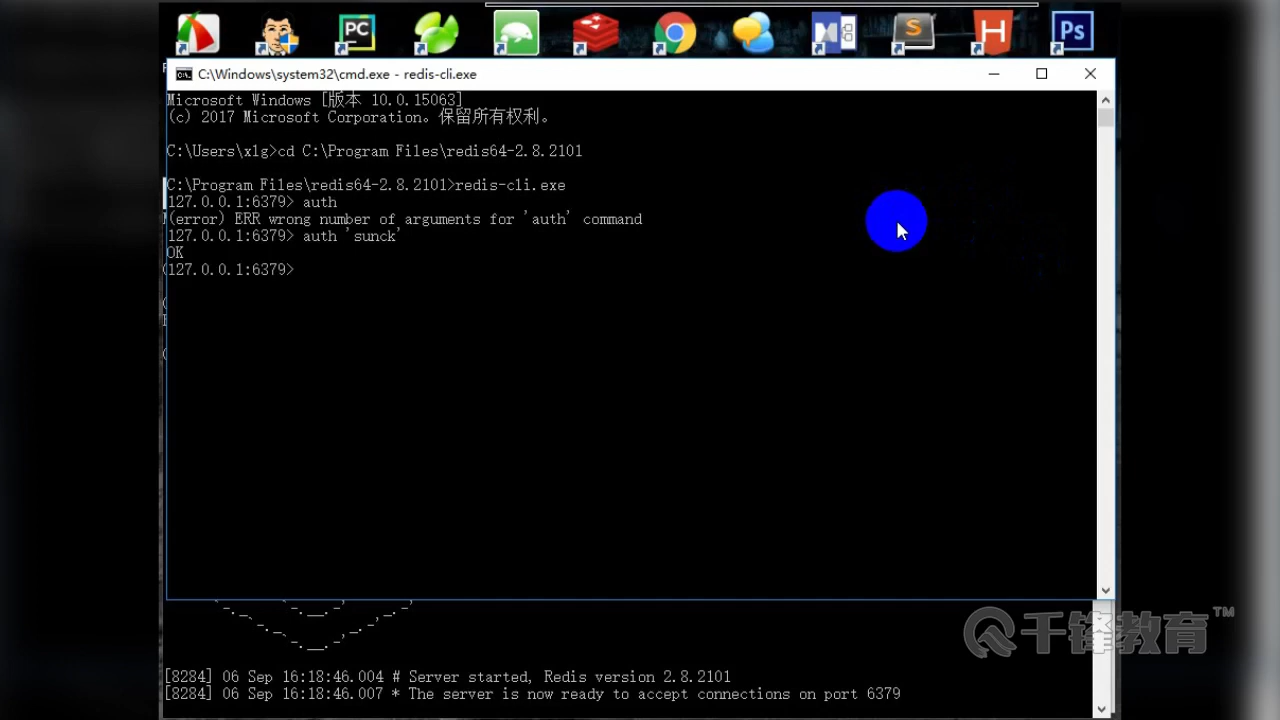 PC
S
H
Ps
C:\Windows\system32\cmd.exe - redis-cli.exe
Microsoft Windows [版本 10.0.15063]
(c) 2017 Microsoft Corporation。保留所有权利。
C:\Users\xlg>cd C:\Program Files\redis64-2.8.2101
C:\Program Files\redis64-2.8.2101>redis-cli.exe
127.0.0.1:6379> auth
(error) ERR wrong number of arguments for 'auth' command
127.0.0.1:6379> auth 'sunck'
OK
127.0.0.1:6379>
千锋教育™
[8284] 06 Sep 16:18:46.004 # Server started, Redis version 2.8.2101
[8284] 06 Sep 16:18:46.007 * The server is now ready to accept connections on port 6379